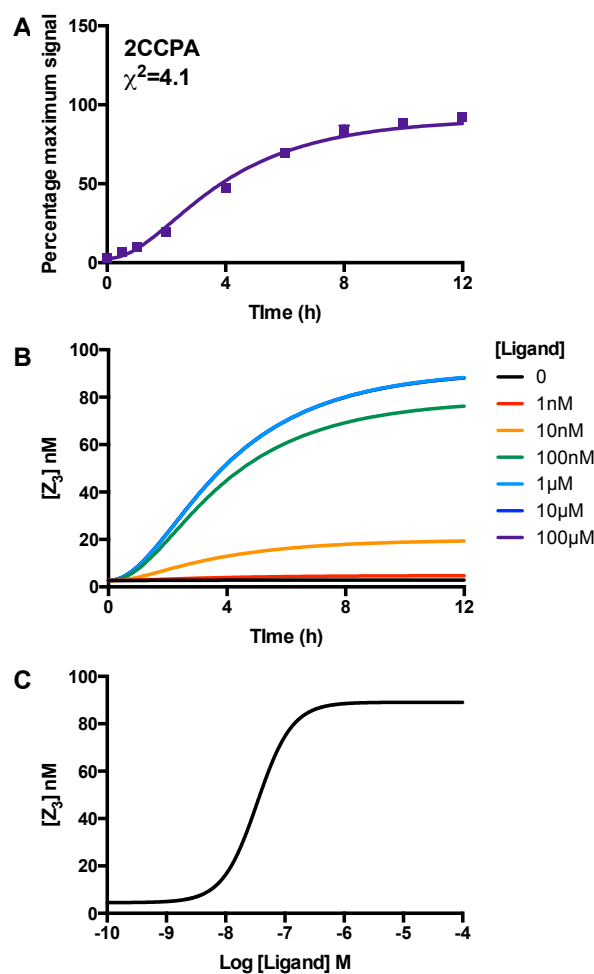 A
2CCPA
χ²=4.1
Percentage maximum signal
150
100
50
0
0 4 8 12
TIme (h)
B
[Z₃] nM
100
80
60
40
20
0
0 4 8 12
TIme (h)
[Ligand]
0
1nM
10nM
100nM
1µM
10µM
100µM
C
[Z₃] nM
100
80
60
40
20
0
-10 -9 -8 -7 -6 -5 -4
Log [Ligand] M